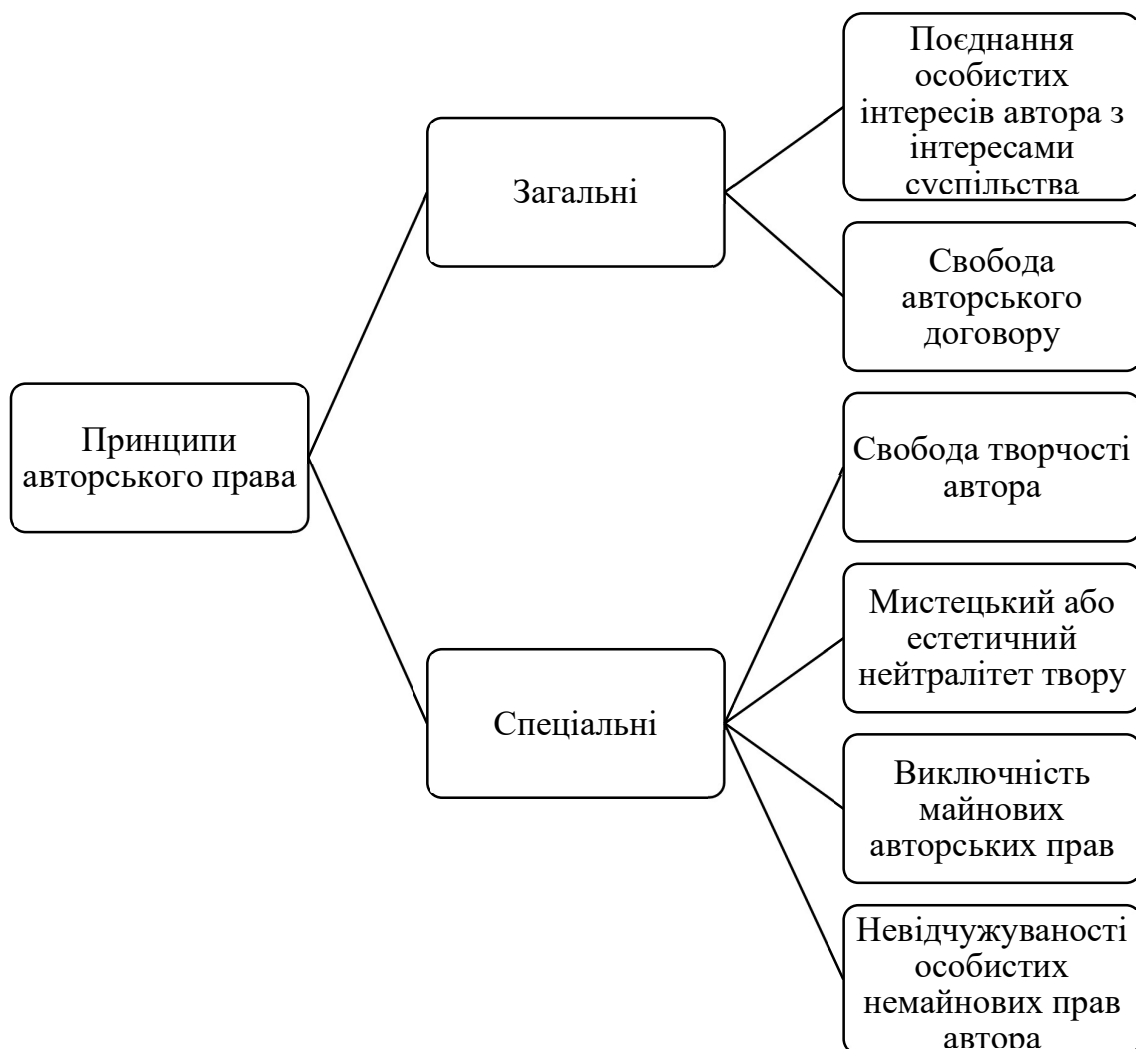 Принципи
авторського права
Загальні
Поєднання
особистих
інтересів автора з
інтересами
суспільства
Свобода
авторського
договору
Спеціальні
Свобода творчості
автора
Мистецький або
естетичний
нейтралітет твору
Виключність
майнових
авторських прав
Невідчужуваності
особистих
немайнових прав
автора